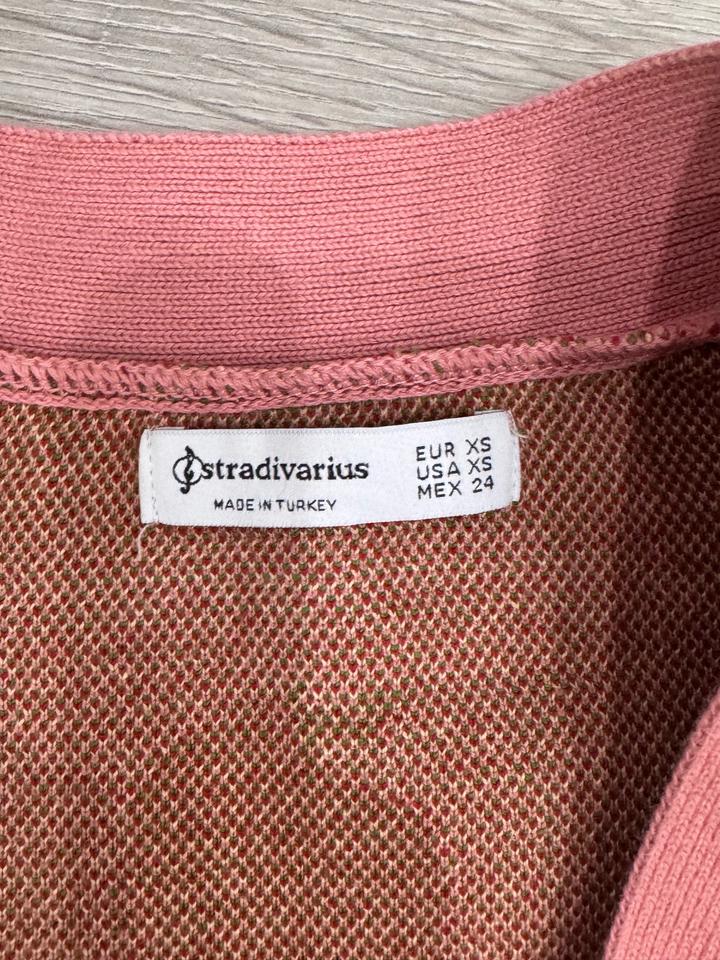 stradivarius
MADE IN TURKEY
EUR XS
USA XS
MEX 24